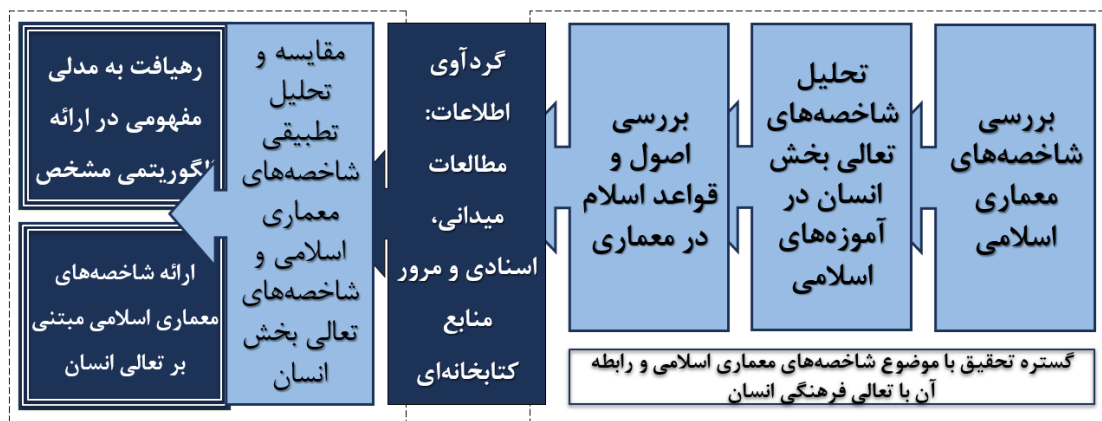 بررسی
شاخصه‌های
معماری
اسلامی
تحلیل
شاخصه‌های
تعالی بخش
انسان در
آموزه‌های
اسلامی
بررسی
اصول و
قواعد اسلام
در معماری
گستره تحقیق با موضوع شاخصه‌های معماری اسلامی و رابطه
آن با تعالی فرهنگی انسان
گردآوی
اطلاعات:
مطالعات
میدانی،
اسنادی و مرور
منابع
کتابخانه‌ای
مقایسه و
تحلیل
تطبیقی
شاخصه‌های
معماری
اسلامی و
شاخصه‌های
تعالی بخش
انسان
رهیافت به مدلی
مفهومی در ارائه
الگوریتمی مشخص
ارائه شاخصه‌های
معماری اسلامی مبتنی
بر تعالی انسان